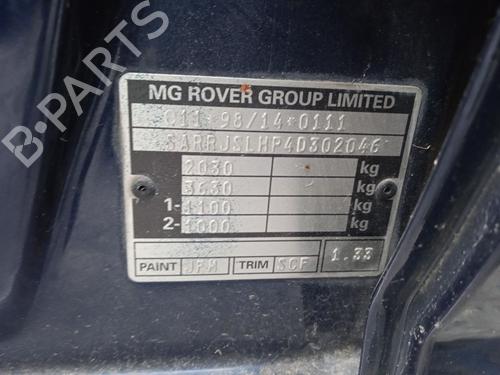 B-PARTS
MG ROVER GROUP LIMITED
e11*98/14*0111
SARRJSLHP4D302046
2030 kg
3630 kg
1- 1100 kg
2- 1000 kg
PAINT JFM TRIM SCF 1.33